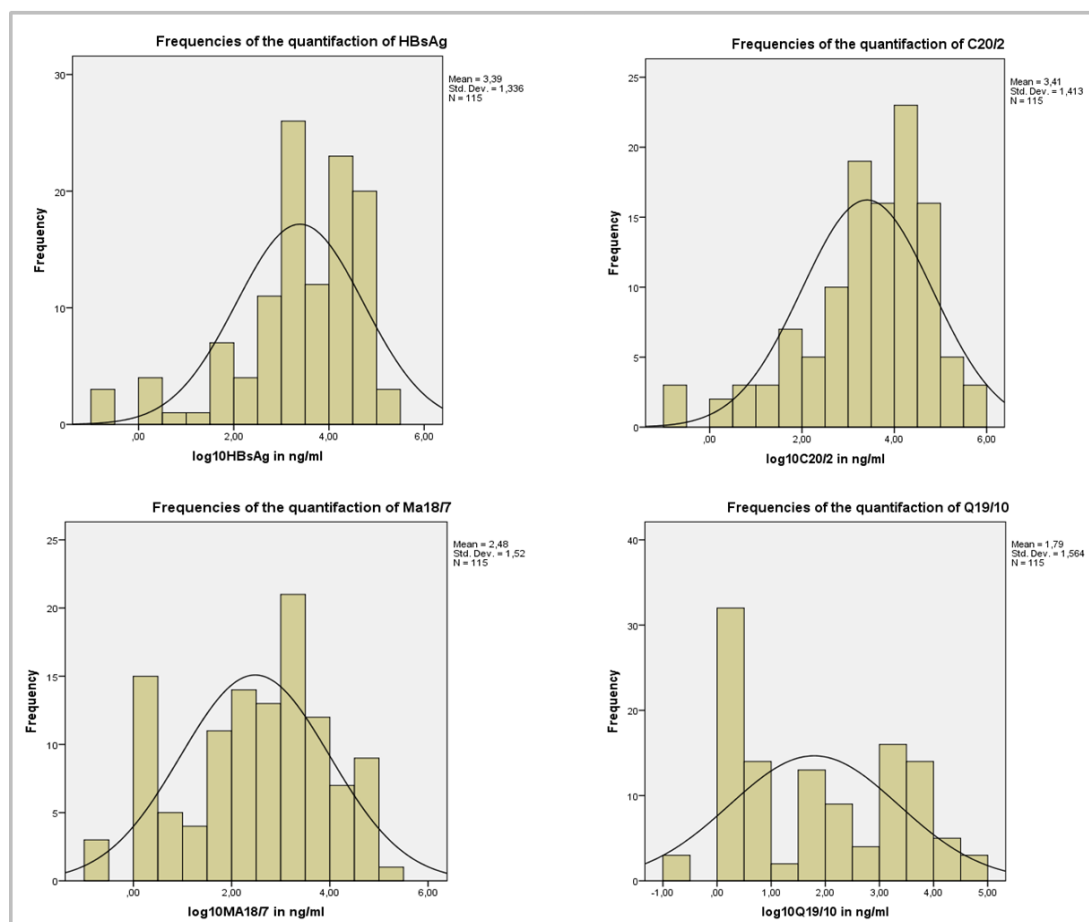 Frequencies of the quantifaction of HBsAg
Mean = 3,39
Std. Dev. = 1,336
N = 115
30
20
10
0
Frequency
,00
2,00
4,00
6,00
log10HBsAg in ng/ml
Frequencies of the quantifaction of C20/2
Mean = 3,41
Std. Dev. = 1,413
N = 115
25
20
15
10
5
0
Frequency
,00
2,00
4,00
6,00
log10C20/2 in ng/ml
Frequencies of the quantifaction of Ma18/7
Mean = 2,48
Std. Dev. = 1,52
N = 115
25
20
15
10
5
0
Frequency
,00
2,00
4,00
6,00
log10MA18/7 in ng/ml
Frequencies of the quantifaction of Q19/10
Mean = 1,79
Std. Dev. = 1,564
N = 115
40
30
20
10
0
Frequency
-1,00
,00
1,00
2,00
3,00
4,00
5,00
log10Q19/10 in ng/ml